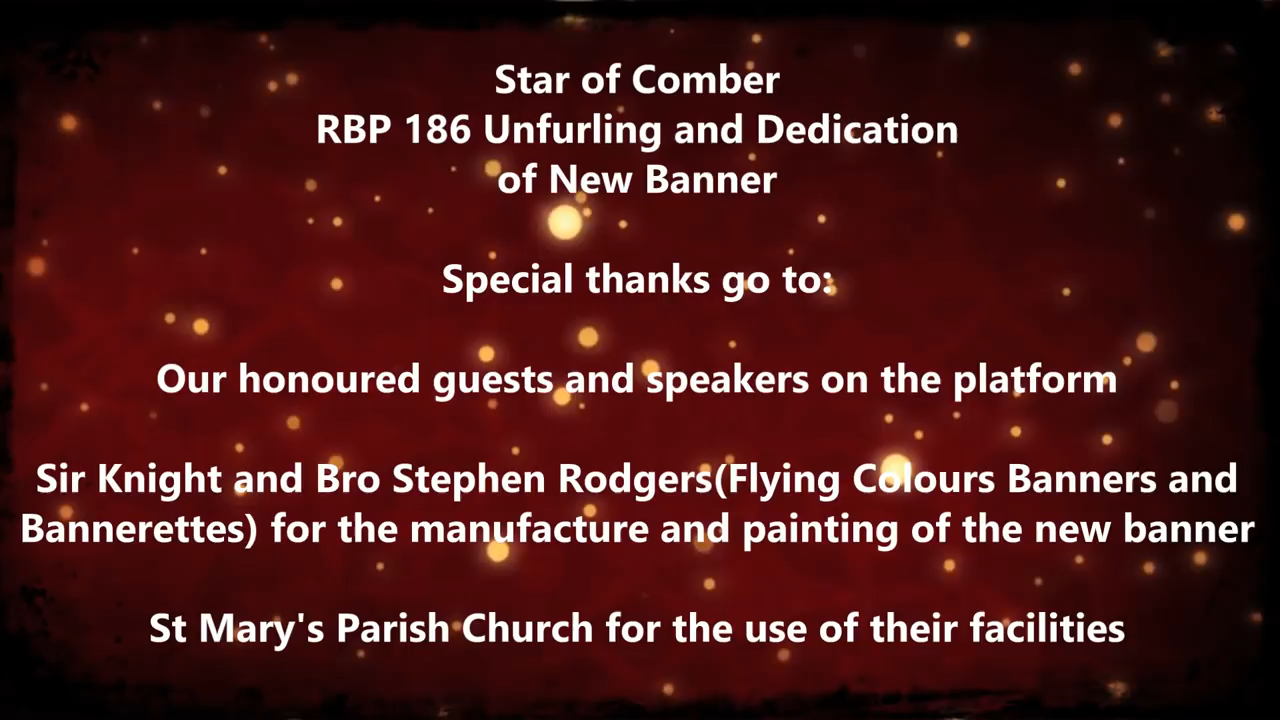 Star of Comber
RBP 186 Unfurling and Dedication
of New Banner
Special thanks go to:
Our honoured guests and speakers on the platform
Sir Knight and Bro Stephen Rodgers(Flying Colours Banners and
Bannerettes) for the manufacture and painting of the new banner
St Mary's Parish Church for the use of their facilities